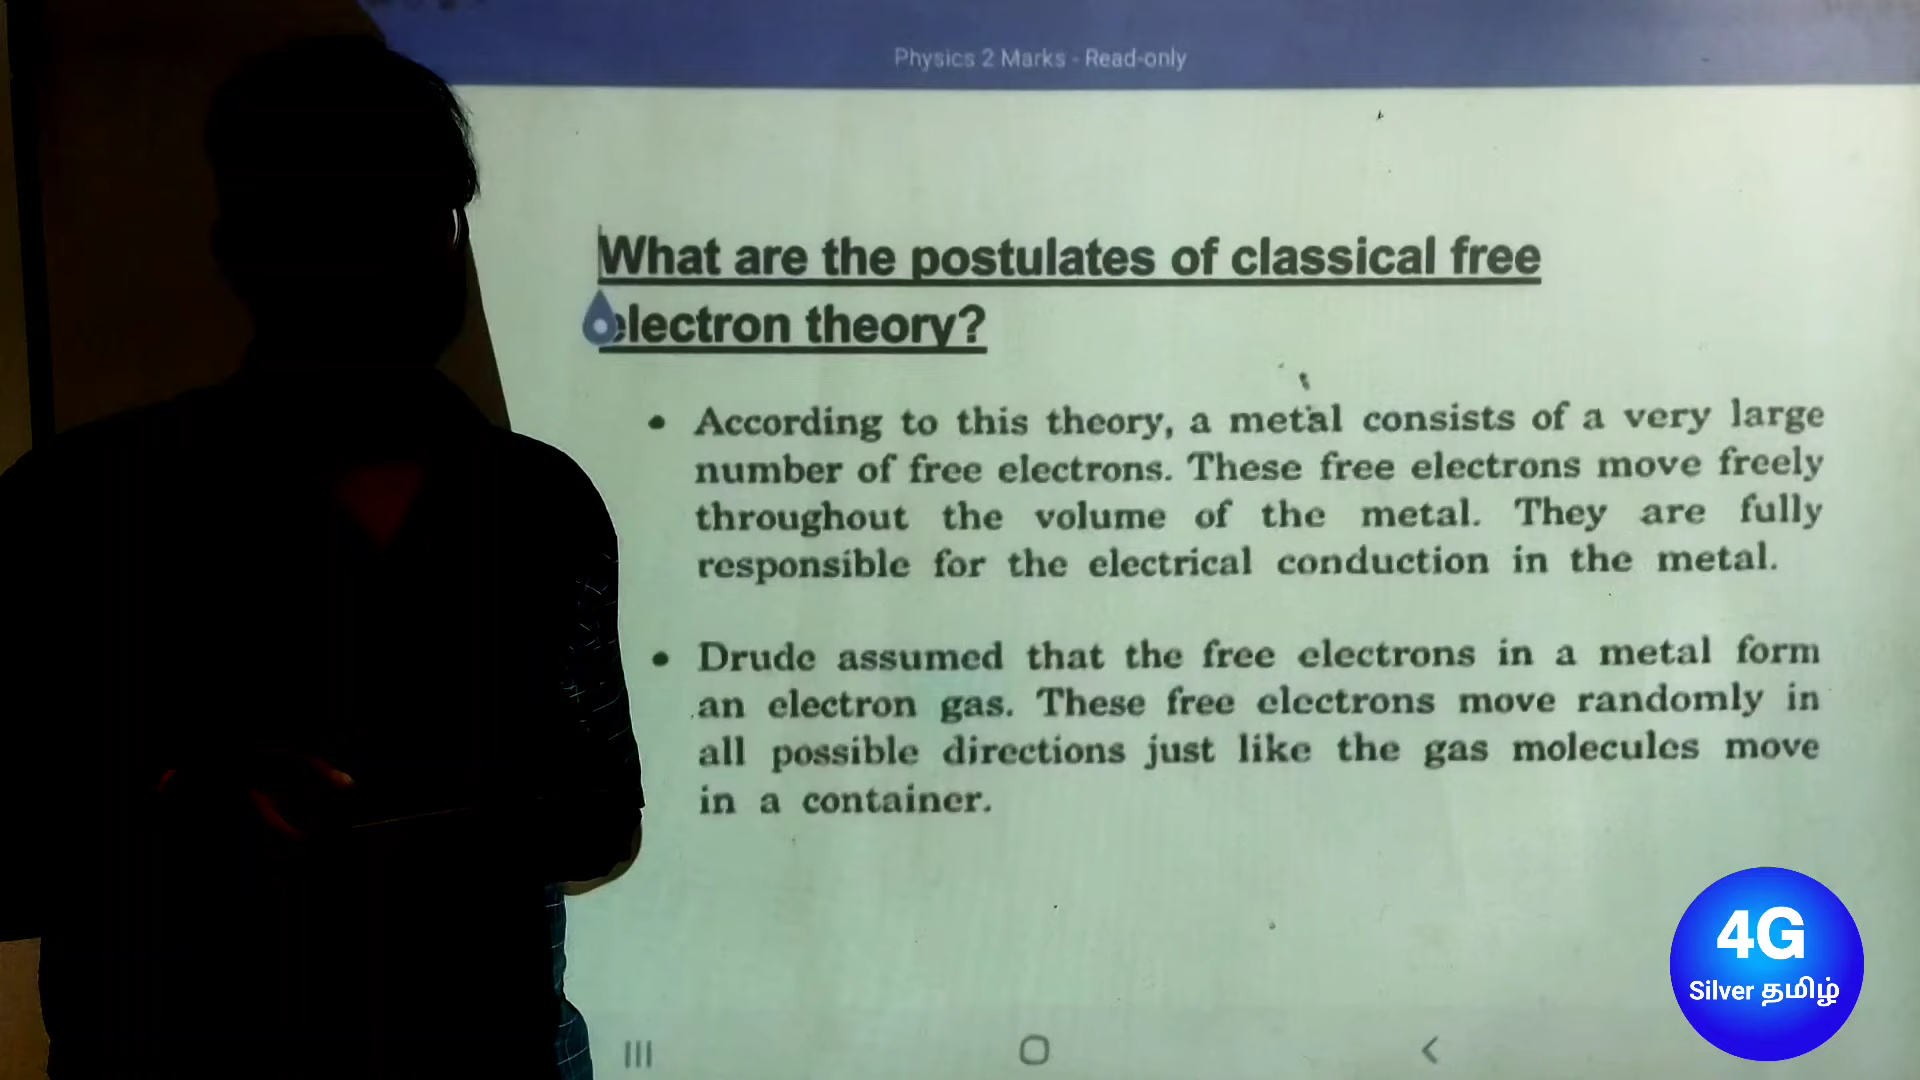 Physics 2 Marks - Read-only
What are the postulates of classical free
electron theory?
• According to this theory, a metal consists of a very large
number of free electrons. These free electrons move freely
throughout the volume of the metal. They are fully
responsible for the electrical conduction in the metal.
• Drude assumed that the free electrons in a metal form
an electron gas. These free electrons move randomly in
all possible directions just like the gas molecules move
in a container.
4G
Silver தமிழ்